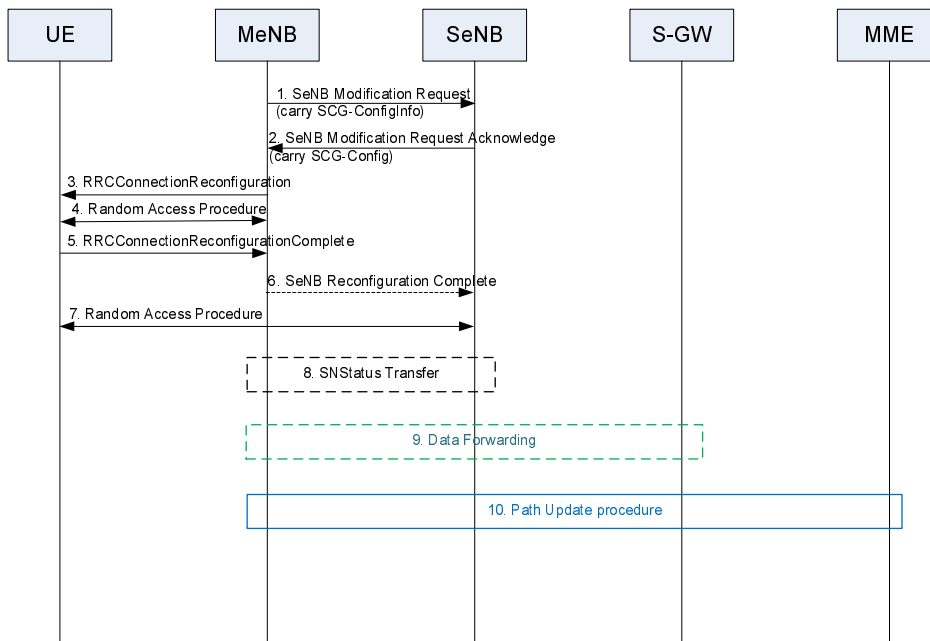 UE
MeNB
SeNB
S-GW
MME
1. SeNB Modification Request
(carry SCG-ConfigInfo)
2. SeNB Modification Request Acknowledge
(carry SCG-Config)
3. RRCConnectionReconfiguration
4. Random Access Procedure
5. RRCConnectionReconfigurationComplete
6. SeNB Reconfiguration Complete
7. Random Access Procedure
8. SNStatus Transfer
9. Data Forwarding
10. Path Update procedure